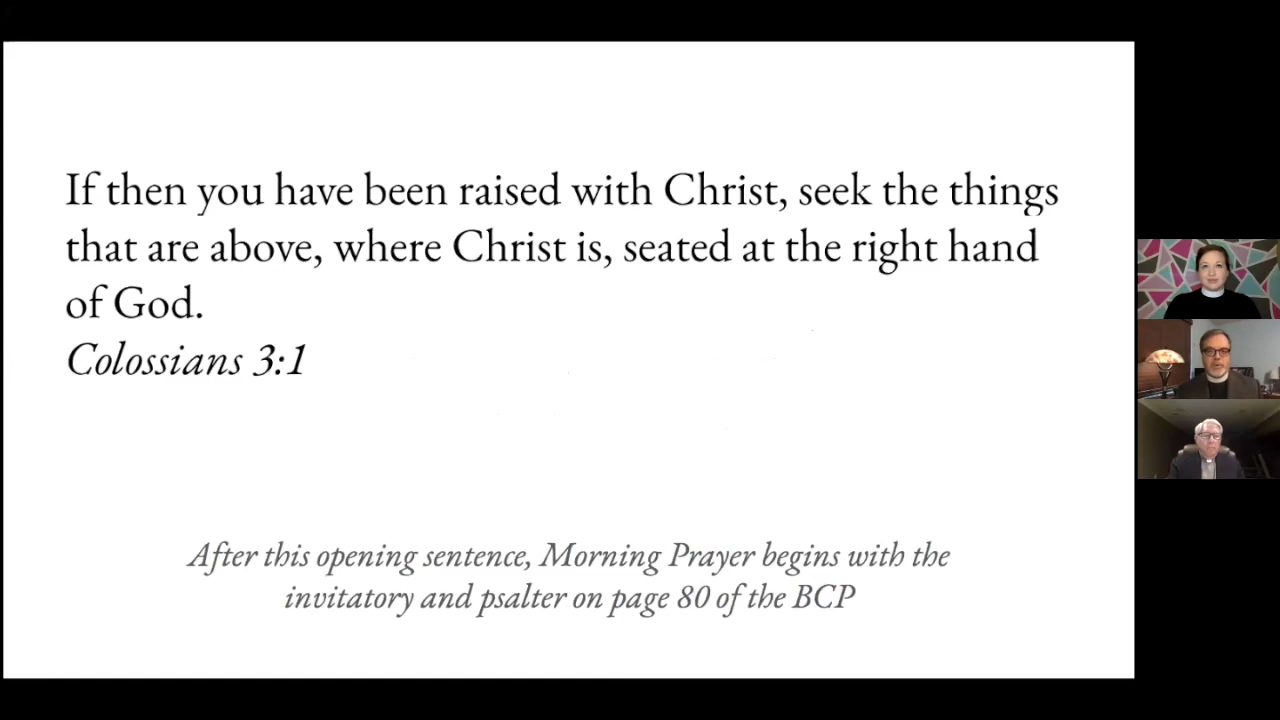 If then you have been raised with Christ, seek the things
that are above, where Christ is, seated at the right hand
of God.
Colossians 3:1
After this opening sentence, Morning Prayer begins with the
invitatory and psalter on page 80 of the BCP